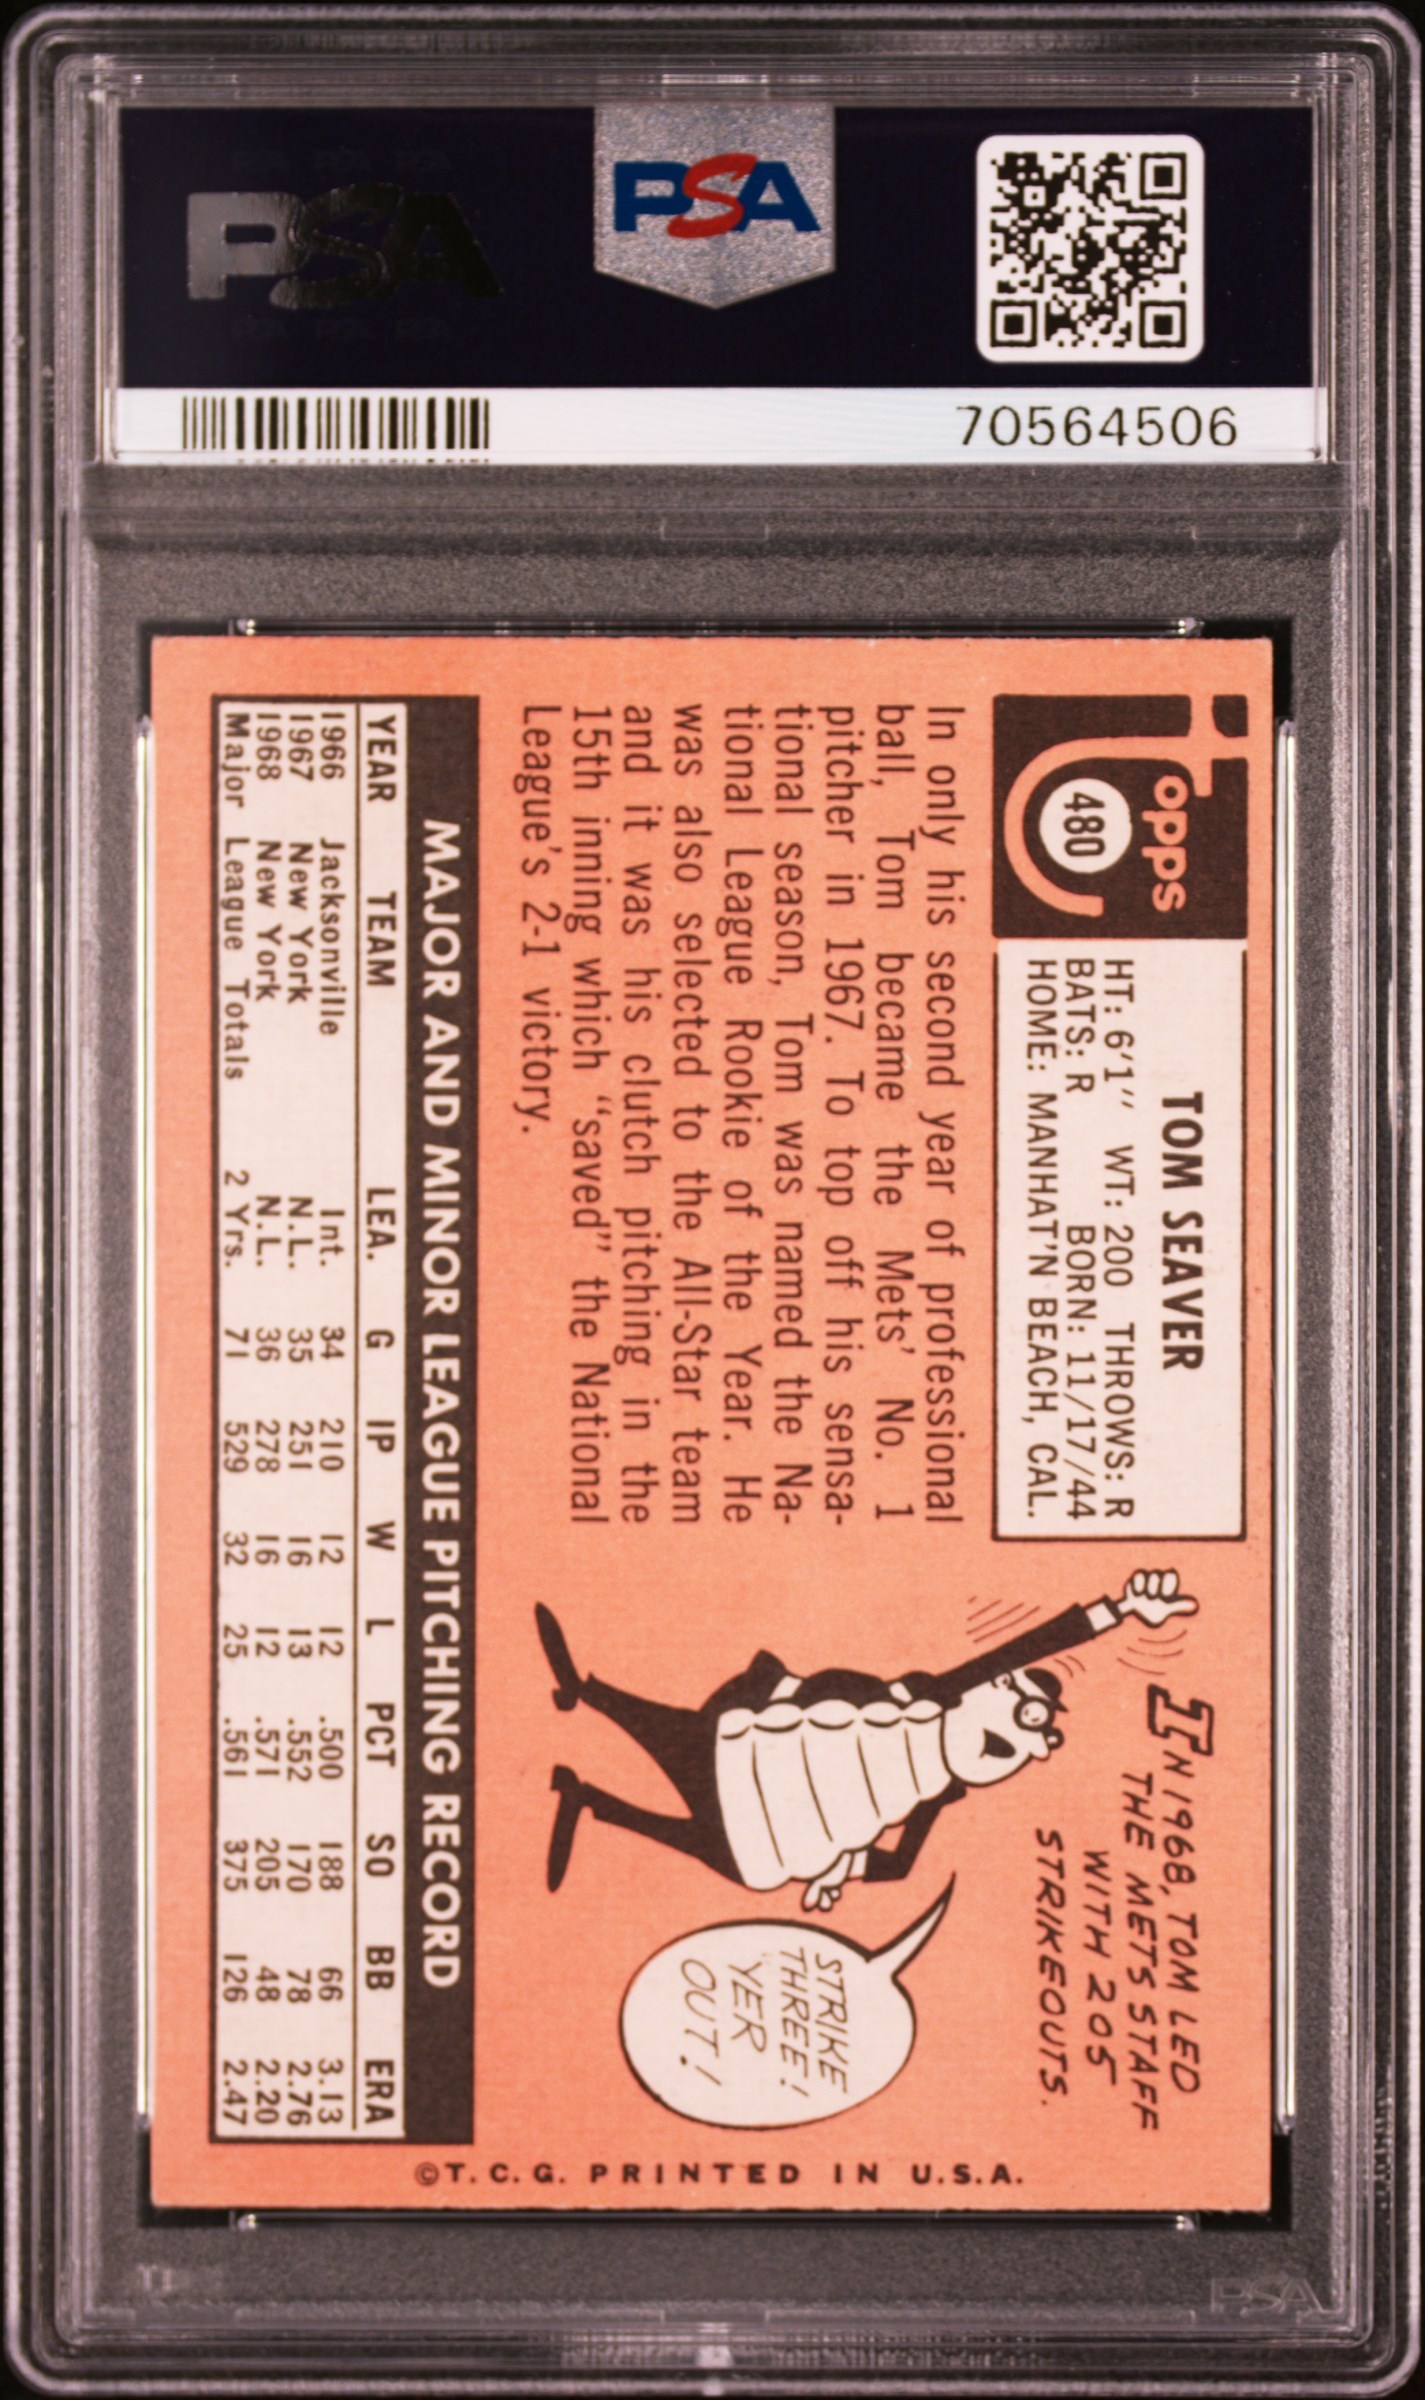 PSA
PSA
70564506
Topps
480
TOM SEAVER
HT: 6'1" WT: 200 THROWS: R
BATS: R BORN: 11/17/44
HOME: MANHAT'N BEACH, CAL.
In only his second year of professional
ball, Tom became the Mets' No. 1
pitcher in 1967. To top off his sensa-
tional season, Tom was named the Na-
tional League Rookie of the Year. He
was also selected to the All-Star team
and it was his clutch pitching in the
15th inning which "saved" the National
League's 2-1 victory.
IN 1968, TOM LED
THE METS STAFF
WITH 205
STRIKEOUTS.
STRIKE
THREE!
YER
OUT!
MAJOR AND MINOR LEAGUE PITCHING RECORD
YEAR TEAM LEA. G IP W L PCT SO BB ERA
1966 Jacksonville Int. 34 210 12 12 .500 188 66 3.13
1967 New York N.L. 35 251 16 13 .552 170 78 2.76
1968 New York N.L. 36 278 16 12 .571 205 48 2.20
Major League Totals 2 Yrs. 71 529 32 25 .561 375 126 2.47
©T.C.G. PRINTED IN U.S.A.
PSA